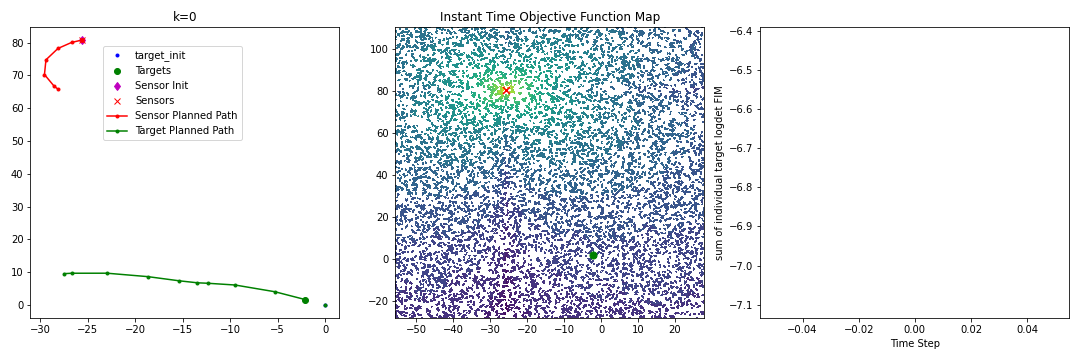 k=0
target_init
Targets
Sensor Init
Sensors
Sensor Planned Path
Target Planned Path
80
70
60
50
40
30
20
10
0
−30 −25 −20 −15 −10 −5 0
Instant Time Objective Function Map
100
80
60
40
20
0
−20
−50 −40 −30 −20 −10 0 10 20
sum of individual target logdet FIM
−6.4
−6.5
−6.6
−6.7
−6.8
−6.9
−7.0
−7.1
−0.04 −0.02 0.00 0.02 0.04
Time Step